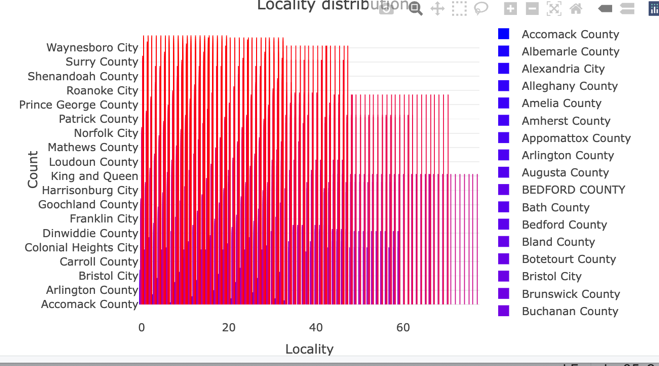 Locality distribution
Waynesboro City
Surry County
Shenandoah County
Roanoke City
Prince George County
Patrick County
Norfolk City
Mathews County
Loudoun County
King and Queen
Harrisonburg City
Goochland County
Franklin City
Dinwiddie County
Colonial Heights City
Carroll County
Bristol City
Arlington County
Accomack County
Count
0 20 40 60
Locality
Accomack County
Albemarle County
Alexandria City
Alleghany County
Amelia County
Amherst County
Appomattox County
Arlington County
Augusta County
BEDFORD COUNTY
Bath County
Bedford County
Bland County
Botetourt County
Bristol City
Brunswick County
Buchanan County